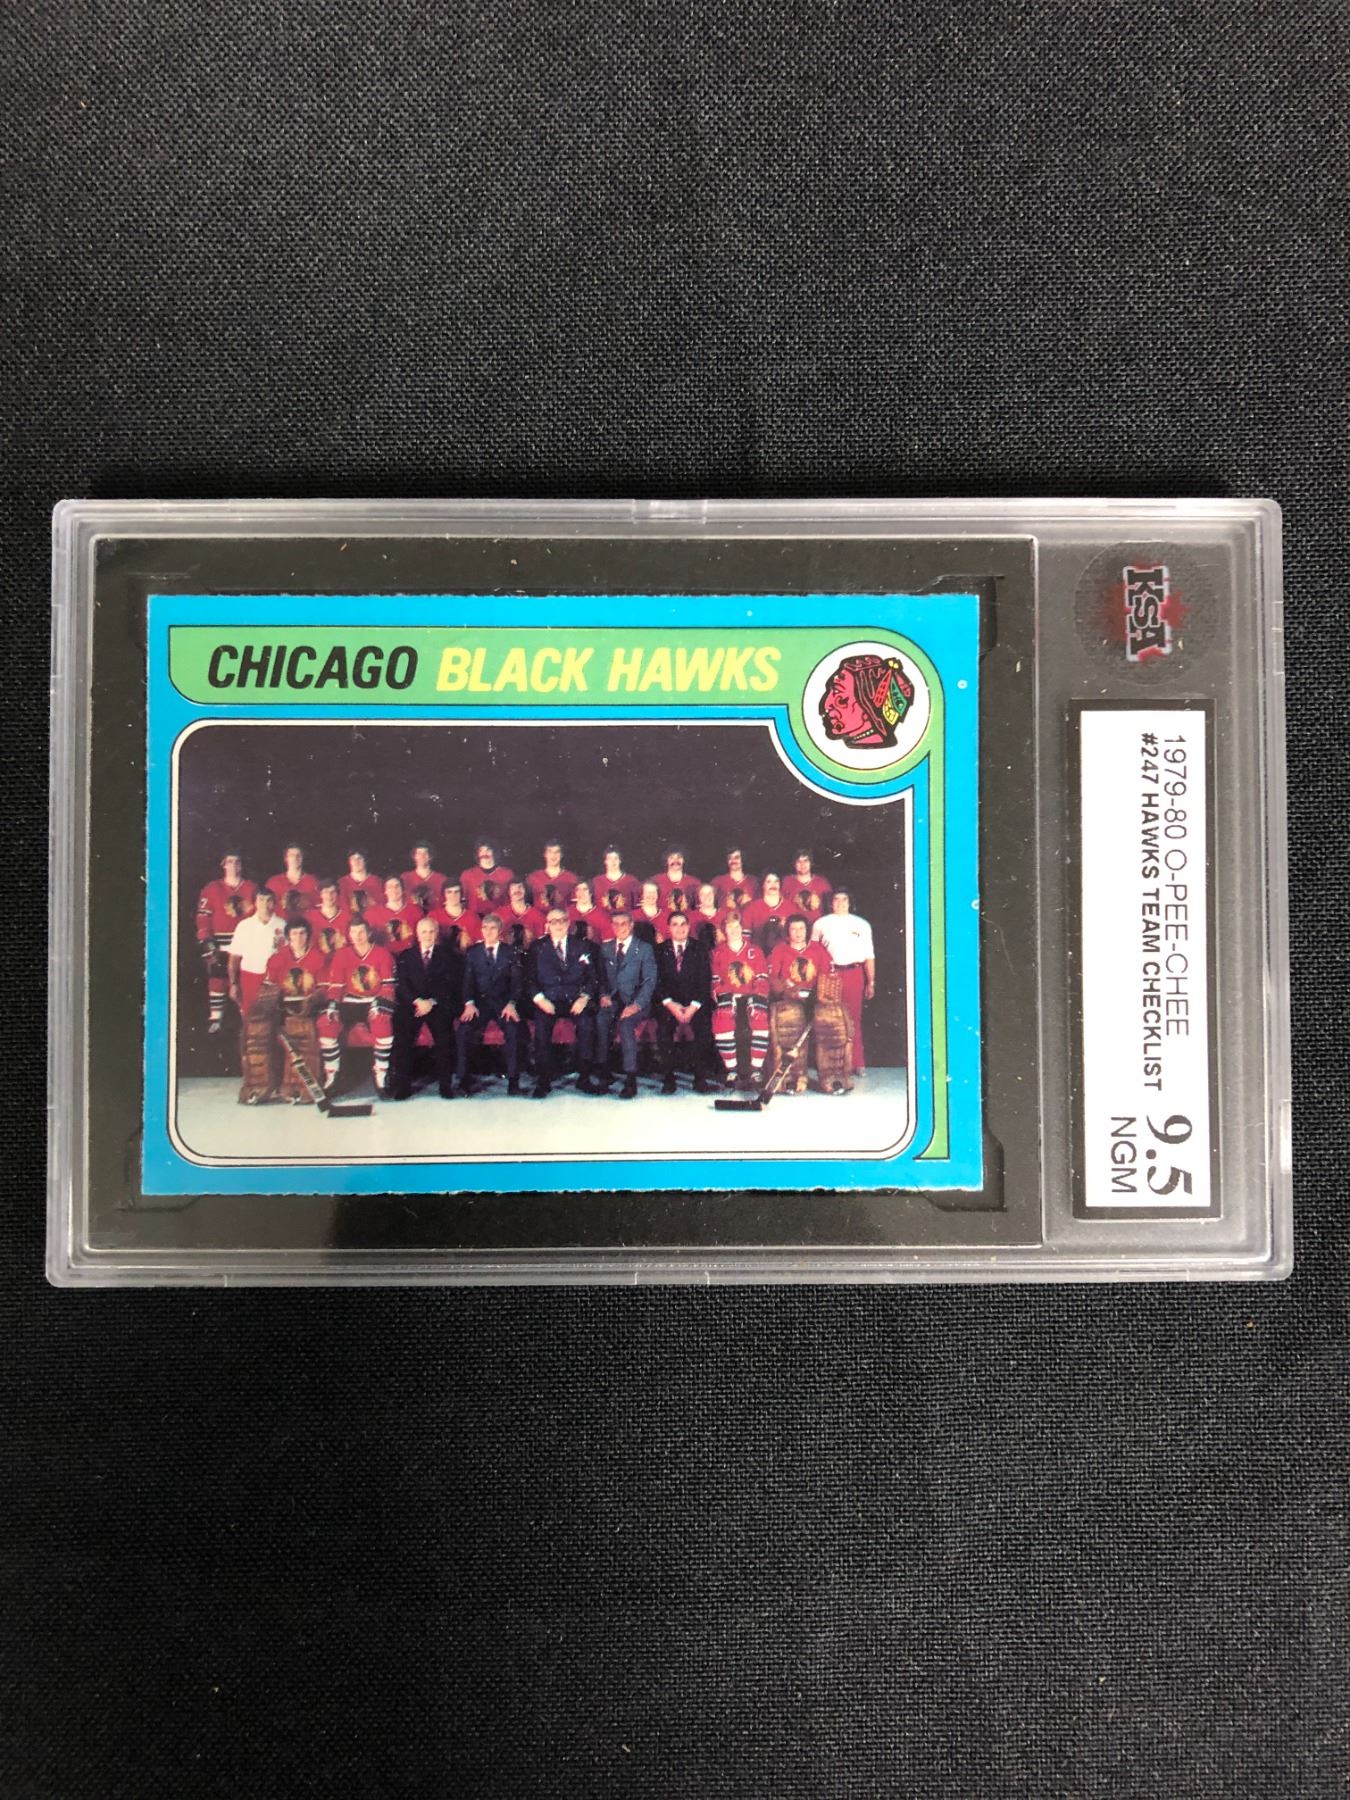 CHICAGO BLACK HAWKS
KSA
1979-80 O-PEE-CHEE
#247 HAWKS TEAM CHECKLIST
9.5
NGM